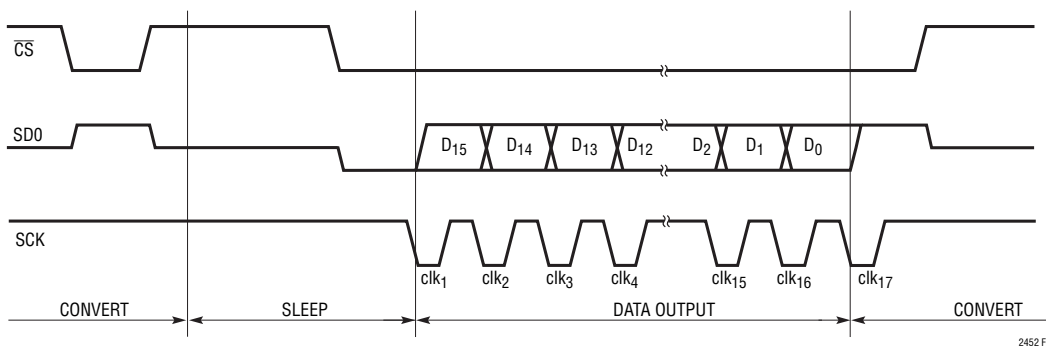 CS
SD0
D15 D14 D13 D12 D2 D1 D0
SCK
clk1 clk2 clk3 clk4 clk15 clk16 clk17
CONVERT SLEEP DATA OUTPUT CONVERT
2452 F